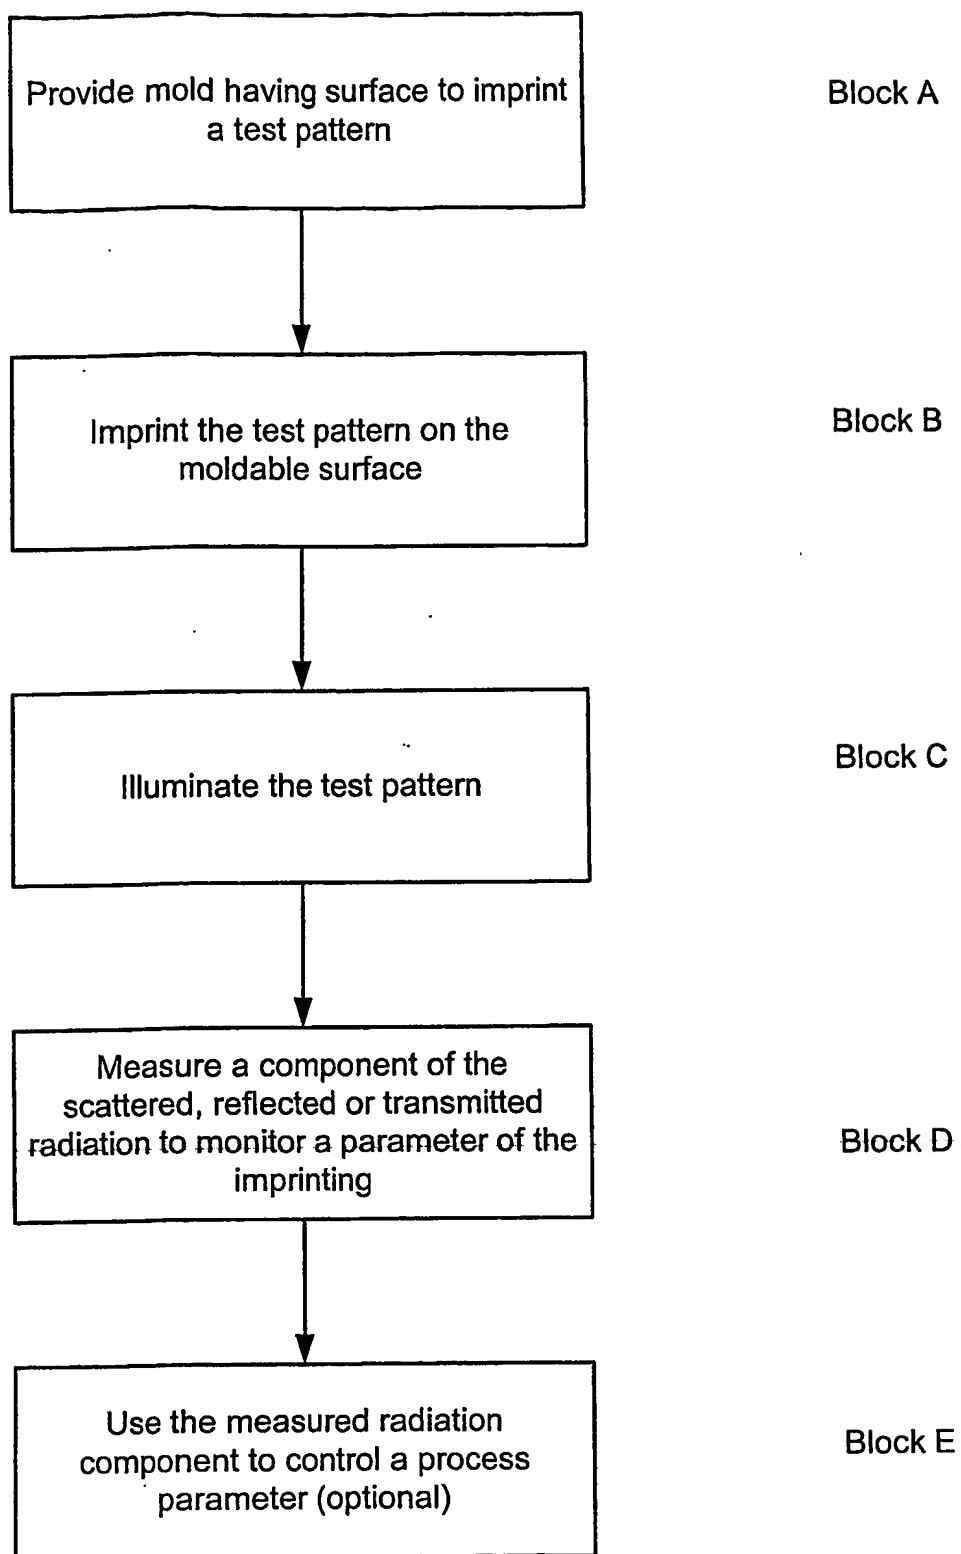 Provide mold having surface to imprint
a test pattern
Block A
Imprint the test pattern on the
moldable surface
Block B
Illuminate the test pattern
Block C
Measure a component of the
scattered, reflected or transmitted
radiation to monitor a parameter of the
imprinting
Block D
Use the measured radiation
component to control a process
parameter (optional)
Block E